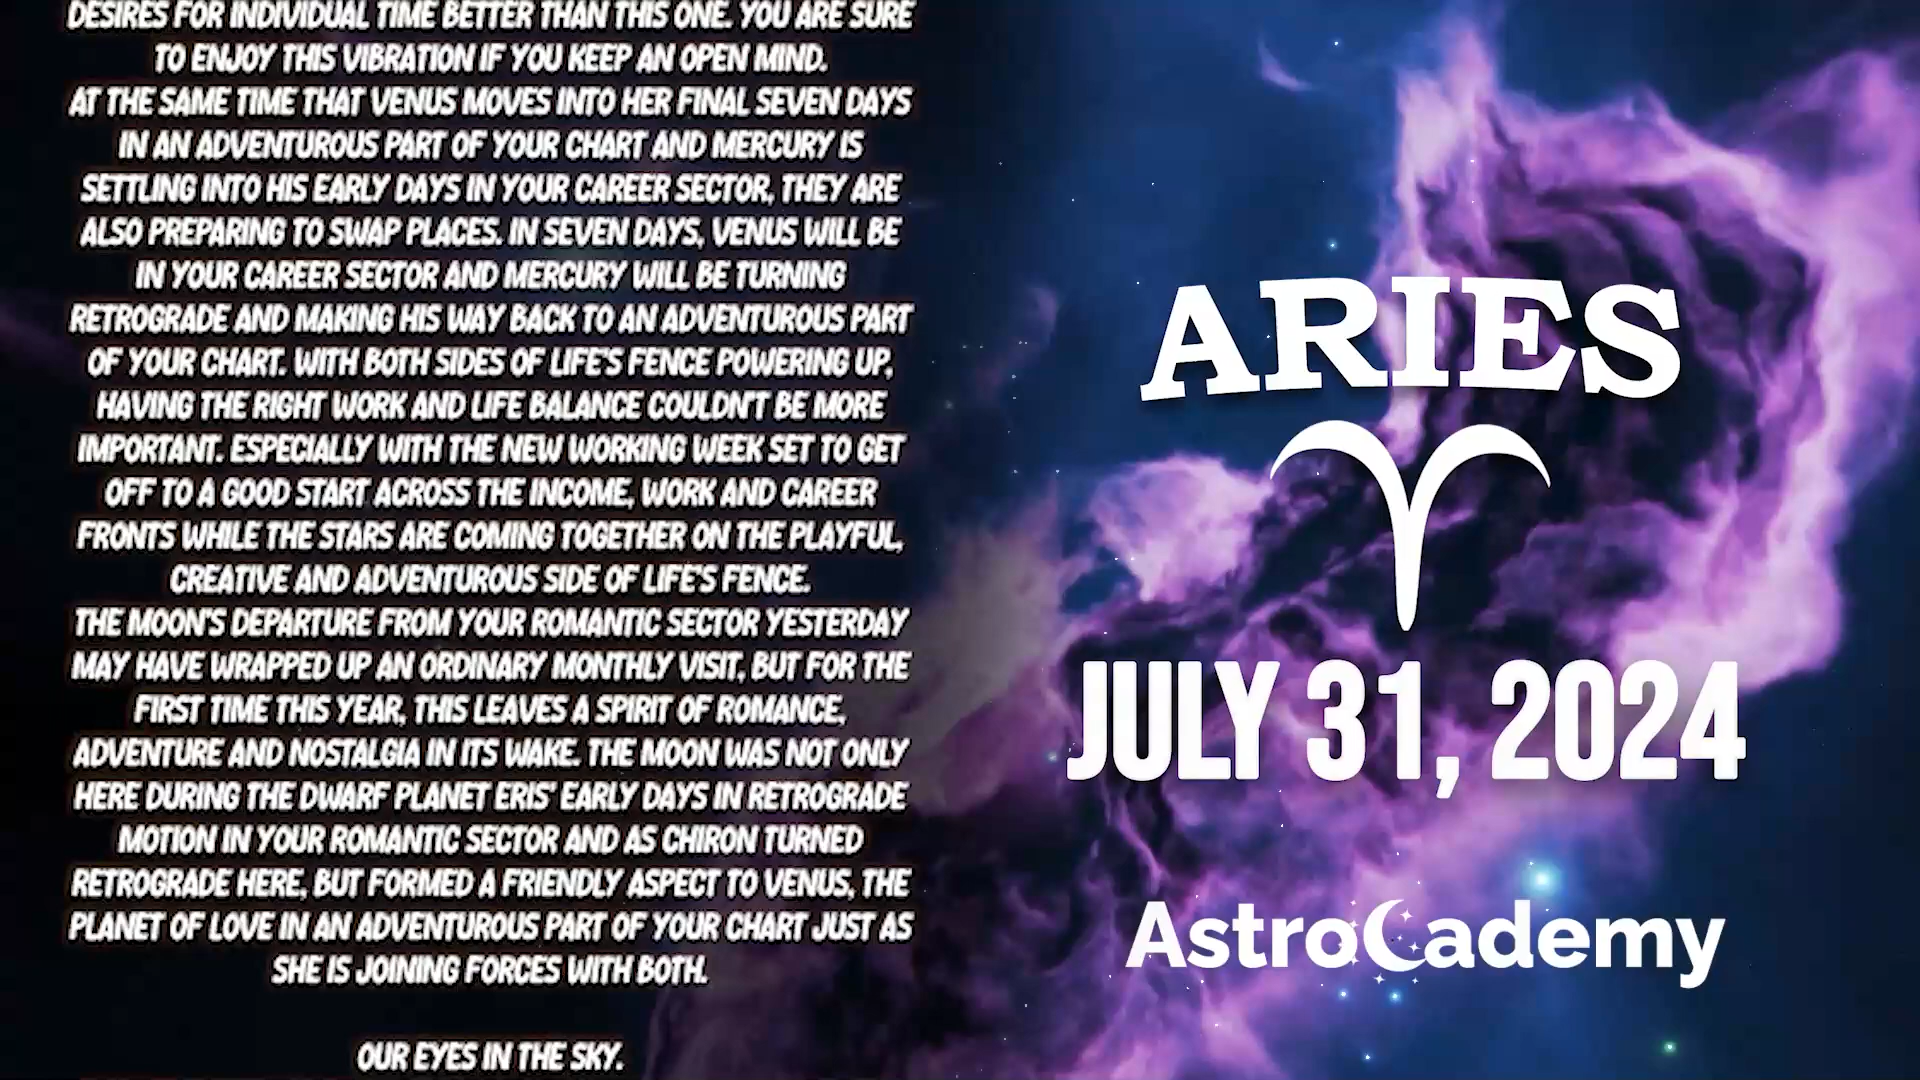 DESIRES FOR INDIVIDUAL TIME BETTER THAN THIS ONE. YOU ARE SURE
TO ENJOY THIS VIBRATION IF YOU KEEP AN OPEN MIND.
AT THE SAME TIME THAT VENUS MOVES INTO HER FINAL SEVEN DAYS
IN AN ADVENTUROUS PART OF YOUR CHART AND MERCURY IS
SETTLING INTO HIS EARLY DAYS IN YOUR CAREER SECTOR, THEY ARE
ALSO PREPARING TO SWAP PLACES. IN SEVEN DAYS, VENUS WILL BE
IN YOUR CAREER SECTOR AND MERCURY WILL BE TURNING
RETROGRADE AND MAKING HIS WAY BACK TO AN ADVENTUROUS PART
OF YOUR CHART. WITH BOTH SIDES OF LIFE'S FENCE POWERING UP,
HAVING THE RIGHT WORK AND LIFE BALANCE COULDN'T BE MORE
IMPORTANT. ESPECIALLY WITH THE NEW WORKING WEEK SET TO GET
OFF TO A GOOD START ACROSS THE INCOME, WORK AND CAREER
FRONTS WHILE THE STARS ARE COMING TOGETHER ON THE PLAYFUL,
CREATIVE AND ADVENTUROUS SIDE OF LIFE'S FENCE.
THE MOON'S DEPARTURE FROM YOUR ROMANTIC SECTOR YESTERDAY
MAY HAVE WRAPPED UP AN ORDINARY MONTHLY VISIT, BUT FOR THE
FIRST TIME THIS YEAR, THIS LEAVES A SPIRIT OF ROMANCE,
ADVENTURE AND NOSTALGIA IN ITS WAKE. THE MOON WAS NOT ONLY
HERE DURING THE DWARF PLANET ERIS' EARLY DAYS IN RETROGRADE
MOTION IN YOUR ROMANTIC SECTOR AND AS CHIRON TURNED
RETROGRADE HERE, BUT FORMED A FRIENDLY ASPECT TO VENUS, THE
PLANET OF LOVE IN AN ADVENTUROUS PART OF YOUR CHART JUST AS
SHE IS JOINING FORCES WITH BOTH.
OUR EYES IN THE SKY.
ARIES
JULY 31, 2024
AstroCademy